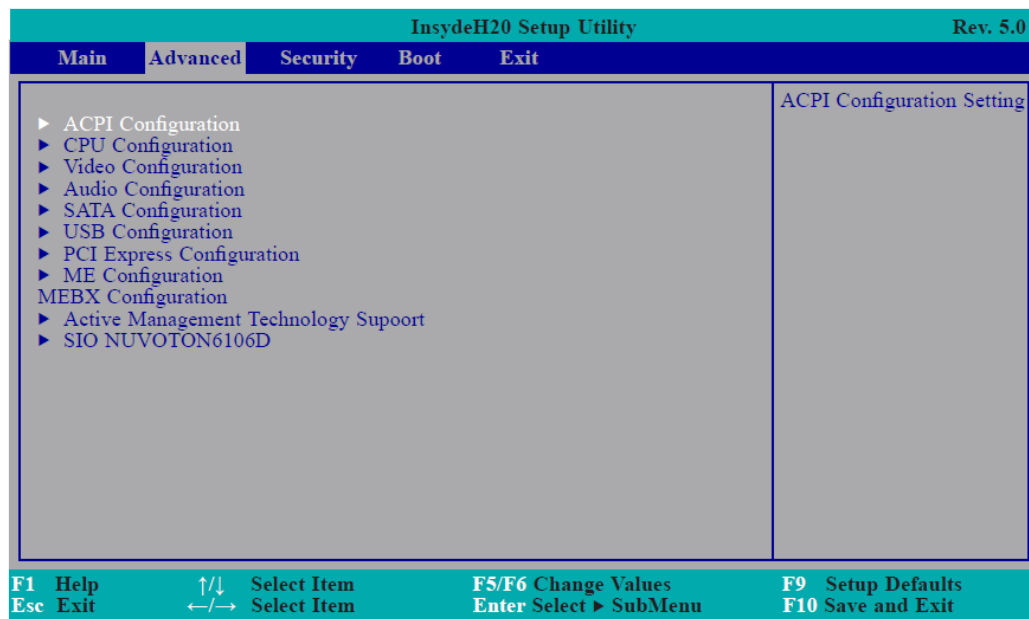 InsydeH20 Setup Utility Rev. 5.0
Main Advanced Security Boot Exit
► ACPI Configuration
► CPU Configuration
► Video Configuration
► Audio Configuration
► SATA Configuration
► USB Configuration
► PCI Express Configuration
► ME Configuration
MEBX Configuration
► Active Management Technology Supoort
► SIO NUVOTON6106D
ACPI Configuration Setting
F1 Help ↑/↓ Select Item F5/F6 Change Values F9 Setup Defaults
Esc Exit ←/→ Select Item Enter Select ► SubMenu F10 Save and Exit